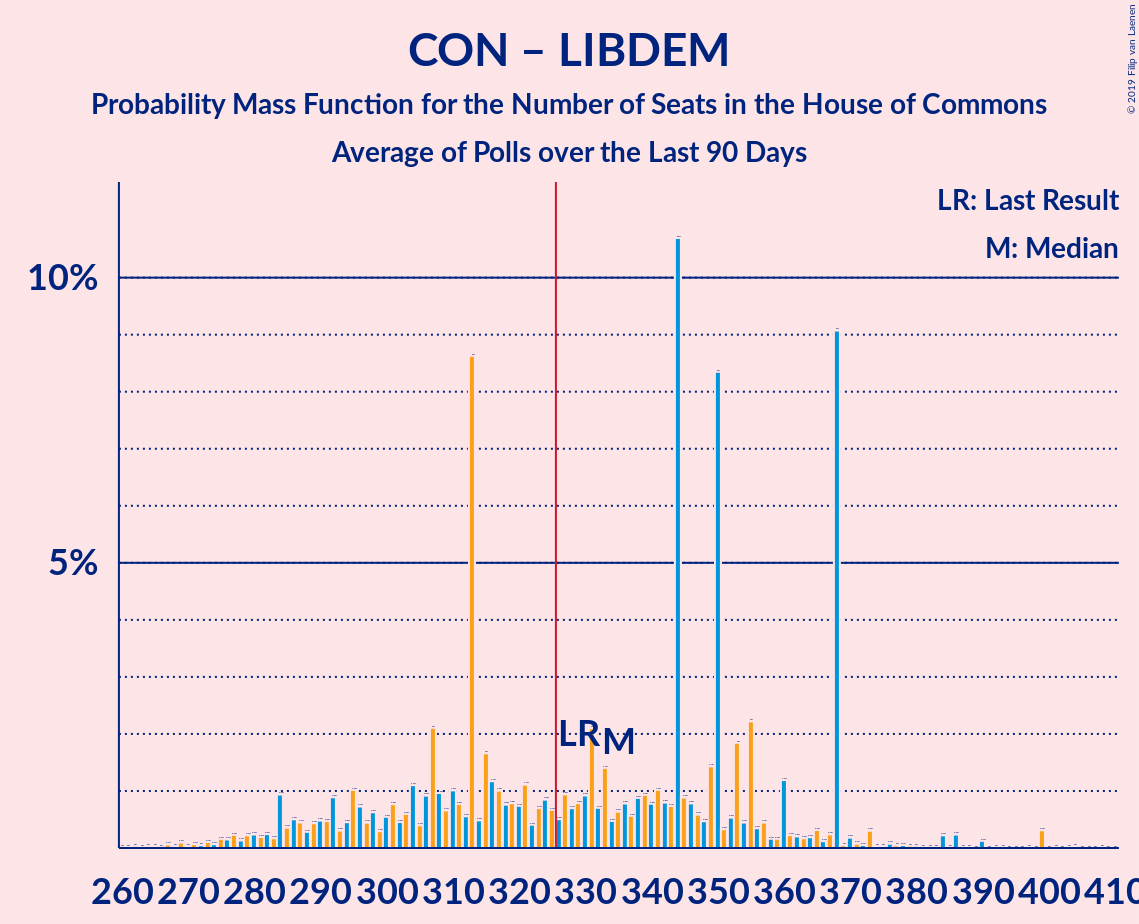 CON – LIBDEM
Probability Mass Function for the Number of Seats in the House of Commons
Average of Polls over the Last 90 Days
© 2019 Filip van Laenen
LR: Last Result
M: Median
10%
5%
LR M
260 270 280 290 300 310 320 330 340 350 360 370 380 390 400 410